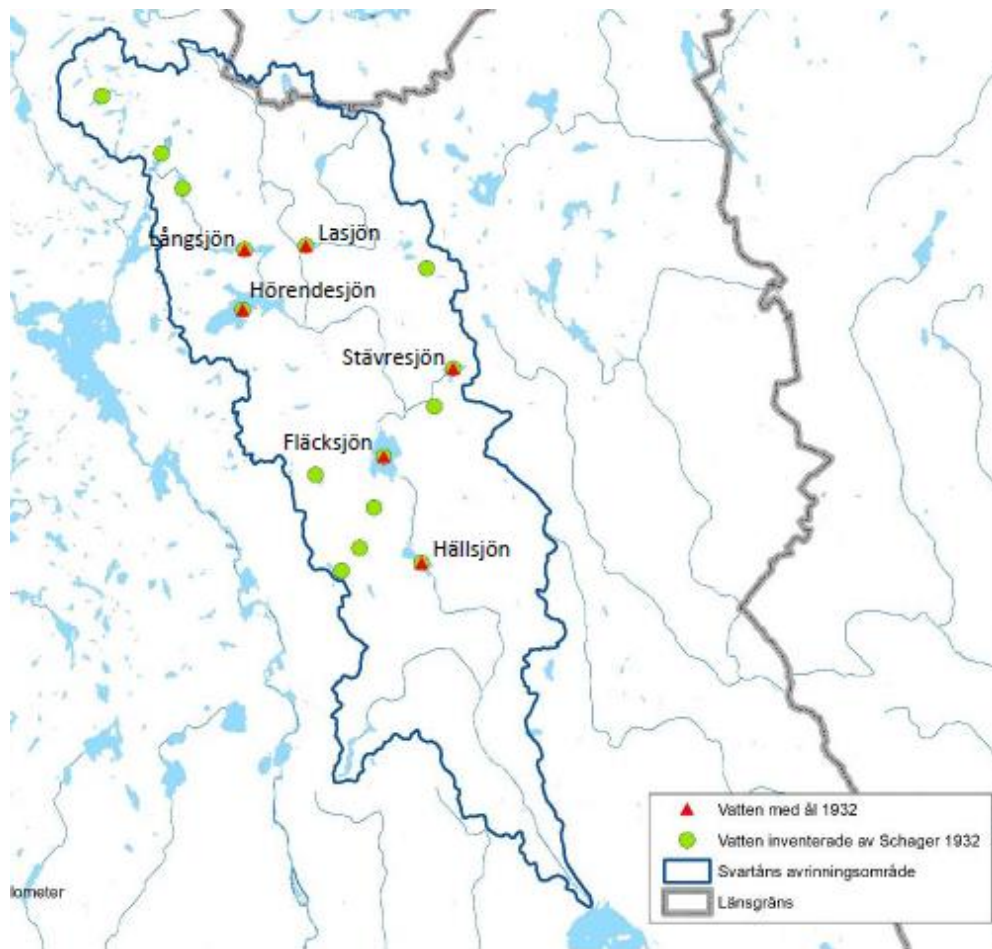 Långsjön
Lasjön
Hörendesjön
Stävresjön
Fläcksjön
Hällsjön
Vatten med ål 1932
Vatten inventerade av Schager 1932
Svartåns avrinningsområde
Länsgräns
lometer